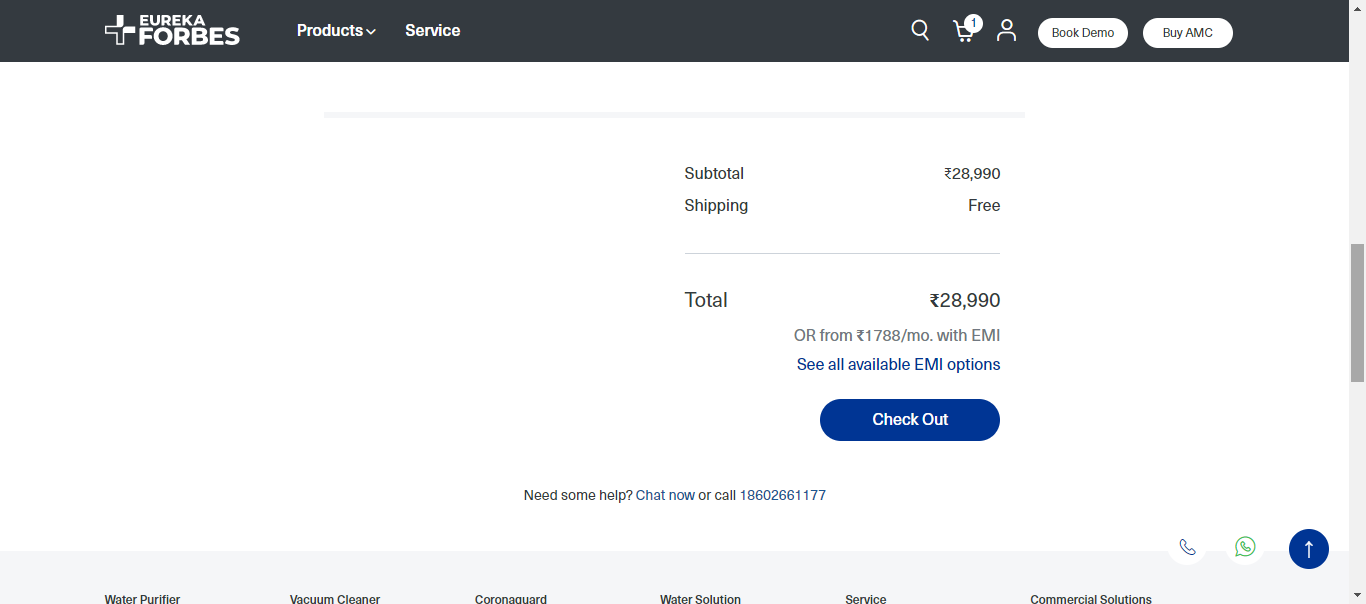 EUREKA
FORBES
Products
Service
1
Book Demo
Buy AMC
Subtotal ₹28,990
Shipping Free
Total ₹28,990
OR from ₹1788/mo. with EMI
See all available EMI options
Check Out
Need some help? Chat now or call 18602661177
Water Purifier
Vacuum Cleaner
Coronaguard
Water Solution
Service
Commercial Solutions